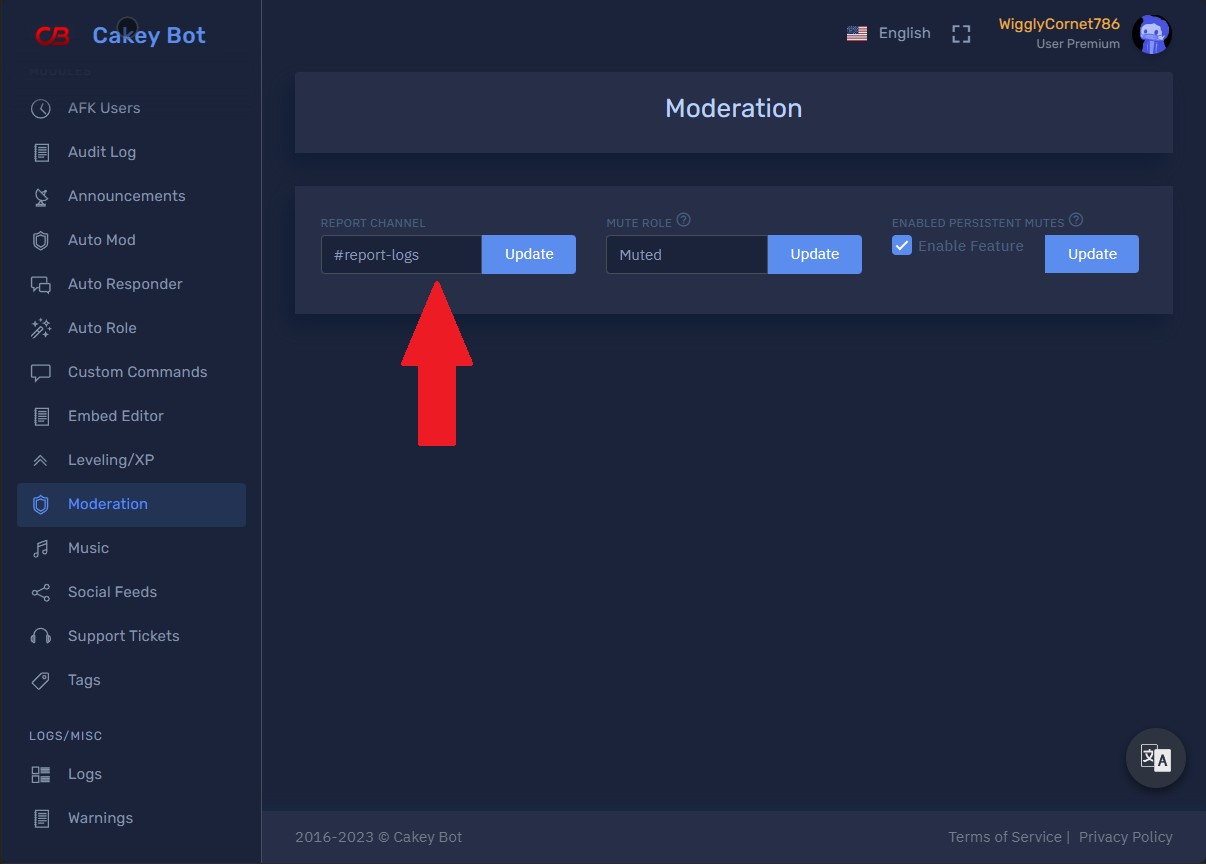 CB Cakey Bot
MODULES
AFK Users
Audit Log
Announcements
Auto Mod
Auto Responder
Auto Role
Custom Commands
Embed Editor
Leveling/XP
Moderation
Music
Social Feeds
Support Tickets
Tags
LOGS/MISC
Logs
Warnings
English
WigglyCornet786
User Premium
Moderation
REPORT CHANNEL
#report-logs Update
MUTE ROLE ?
Muted Update
ENABLED PERSISTENT MUTES ?
Enable Feature Update
文 A
2016-2023 © Cakey Bot
Terms of Service | Privacy Policy